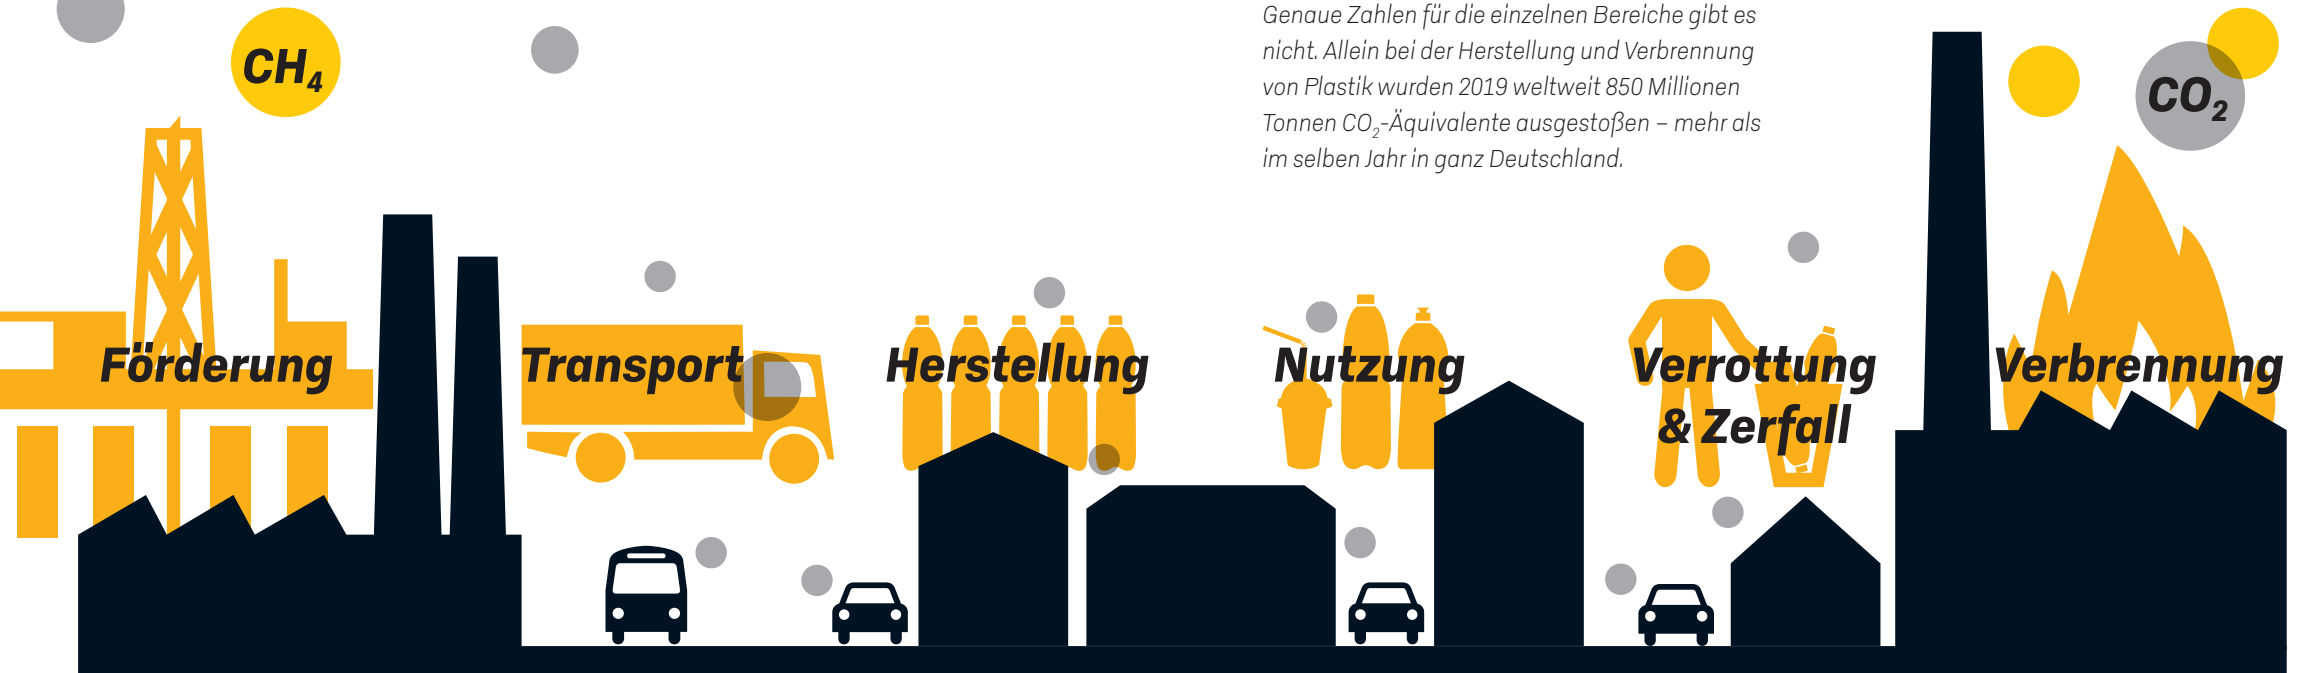 Genaue Zahlen für die einzelnen Bereiche gibt es
nicht. Allein bei der Herstellung und Verbrennung
von Plastik wurden 2019 weltweit 850 Millionen
Tonnen CO₂-Äquivalente ausgestoßen – mehr als
im selben Jahr in ganz Deutschland.
CH₄
CO₂
Förderung
Transport
Herstellung
Nutzung
Verrottung
& Zerfall
Verbrennung